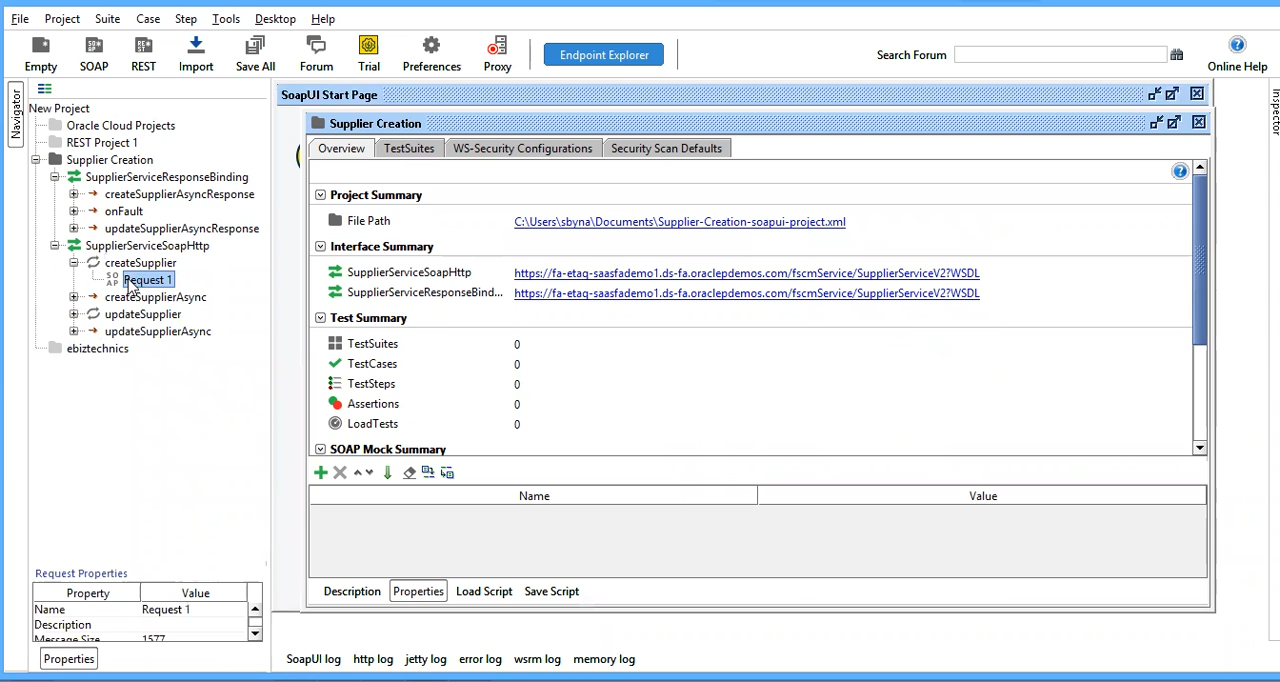 File Project Suite Case Step Tools Desktop Help
Empty SOAP REST Import Save All Forum Trial Preferences Proxy Endpoint Explorer Search Forum Online Help
Navigator
New Project
Oracle Cloud Projects
REST Project 1
Supplier Creation
SupplierServiceResponseBinding
createSupplierAsyncResponse
onFault
updateSupplierAsyncResponse
SupplierServiceSoapHttp
createSupplier
SO
AP
Request 1
createSupplierAsync
updateSupplier
updateSupplierAsync
ebiztechnics
Request Properties
Property Value
Name Request 1
Description
Message Size 1577
Properties
SoapUI Start Page
Supplier Creation
Overview TestSuites WS-Security Configurations Security Scan Defaults
Project Summary
File Path C:\Users\sbyna\Documents\Supplier-Creation-soapui-project.xml
Interface Summary
SupplierServiceSoapHttp https://fa-etaq-saasfademo1.ds-fa.oraclepdemos.com/fscmService/SupplierServiceV2?WSDL
SupplierServiceResponseBind... https://fa-etaq-saasfademo1.ds-fa.oraclepdemos.com/fscmService/SupplierServiceV2?WSDL
Test Summary
TestSuites 0
TestCases 0
TestSteps 0
Assertions 0
LoadTests 0
SOAP Mock Summary
Name Value
Description Properties Load Script Save Script
SoapUI log http log jetty log error log wsrm log memory log
Inspector